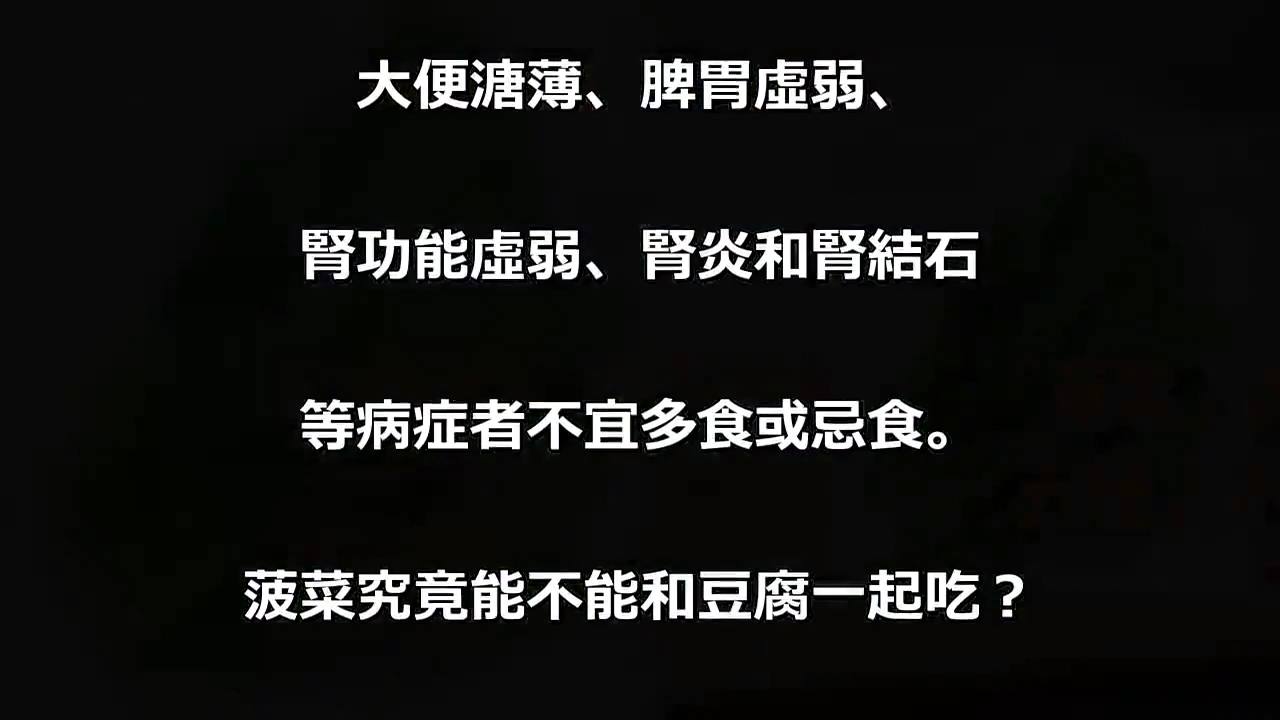 大便溏薄、脾胃虛弱、
腎功能虛弱、腎炎和腎結石
等病症者不宜多食或忌食。
菠菜究竟能不能和豆腐一起吃？